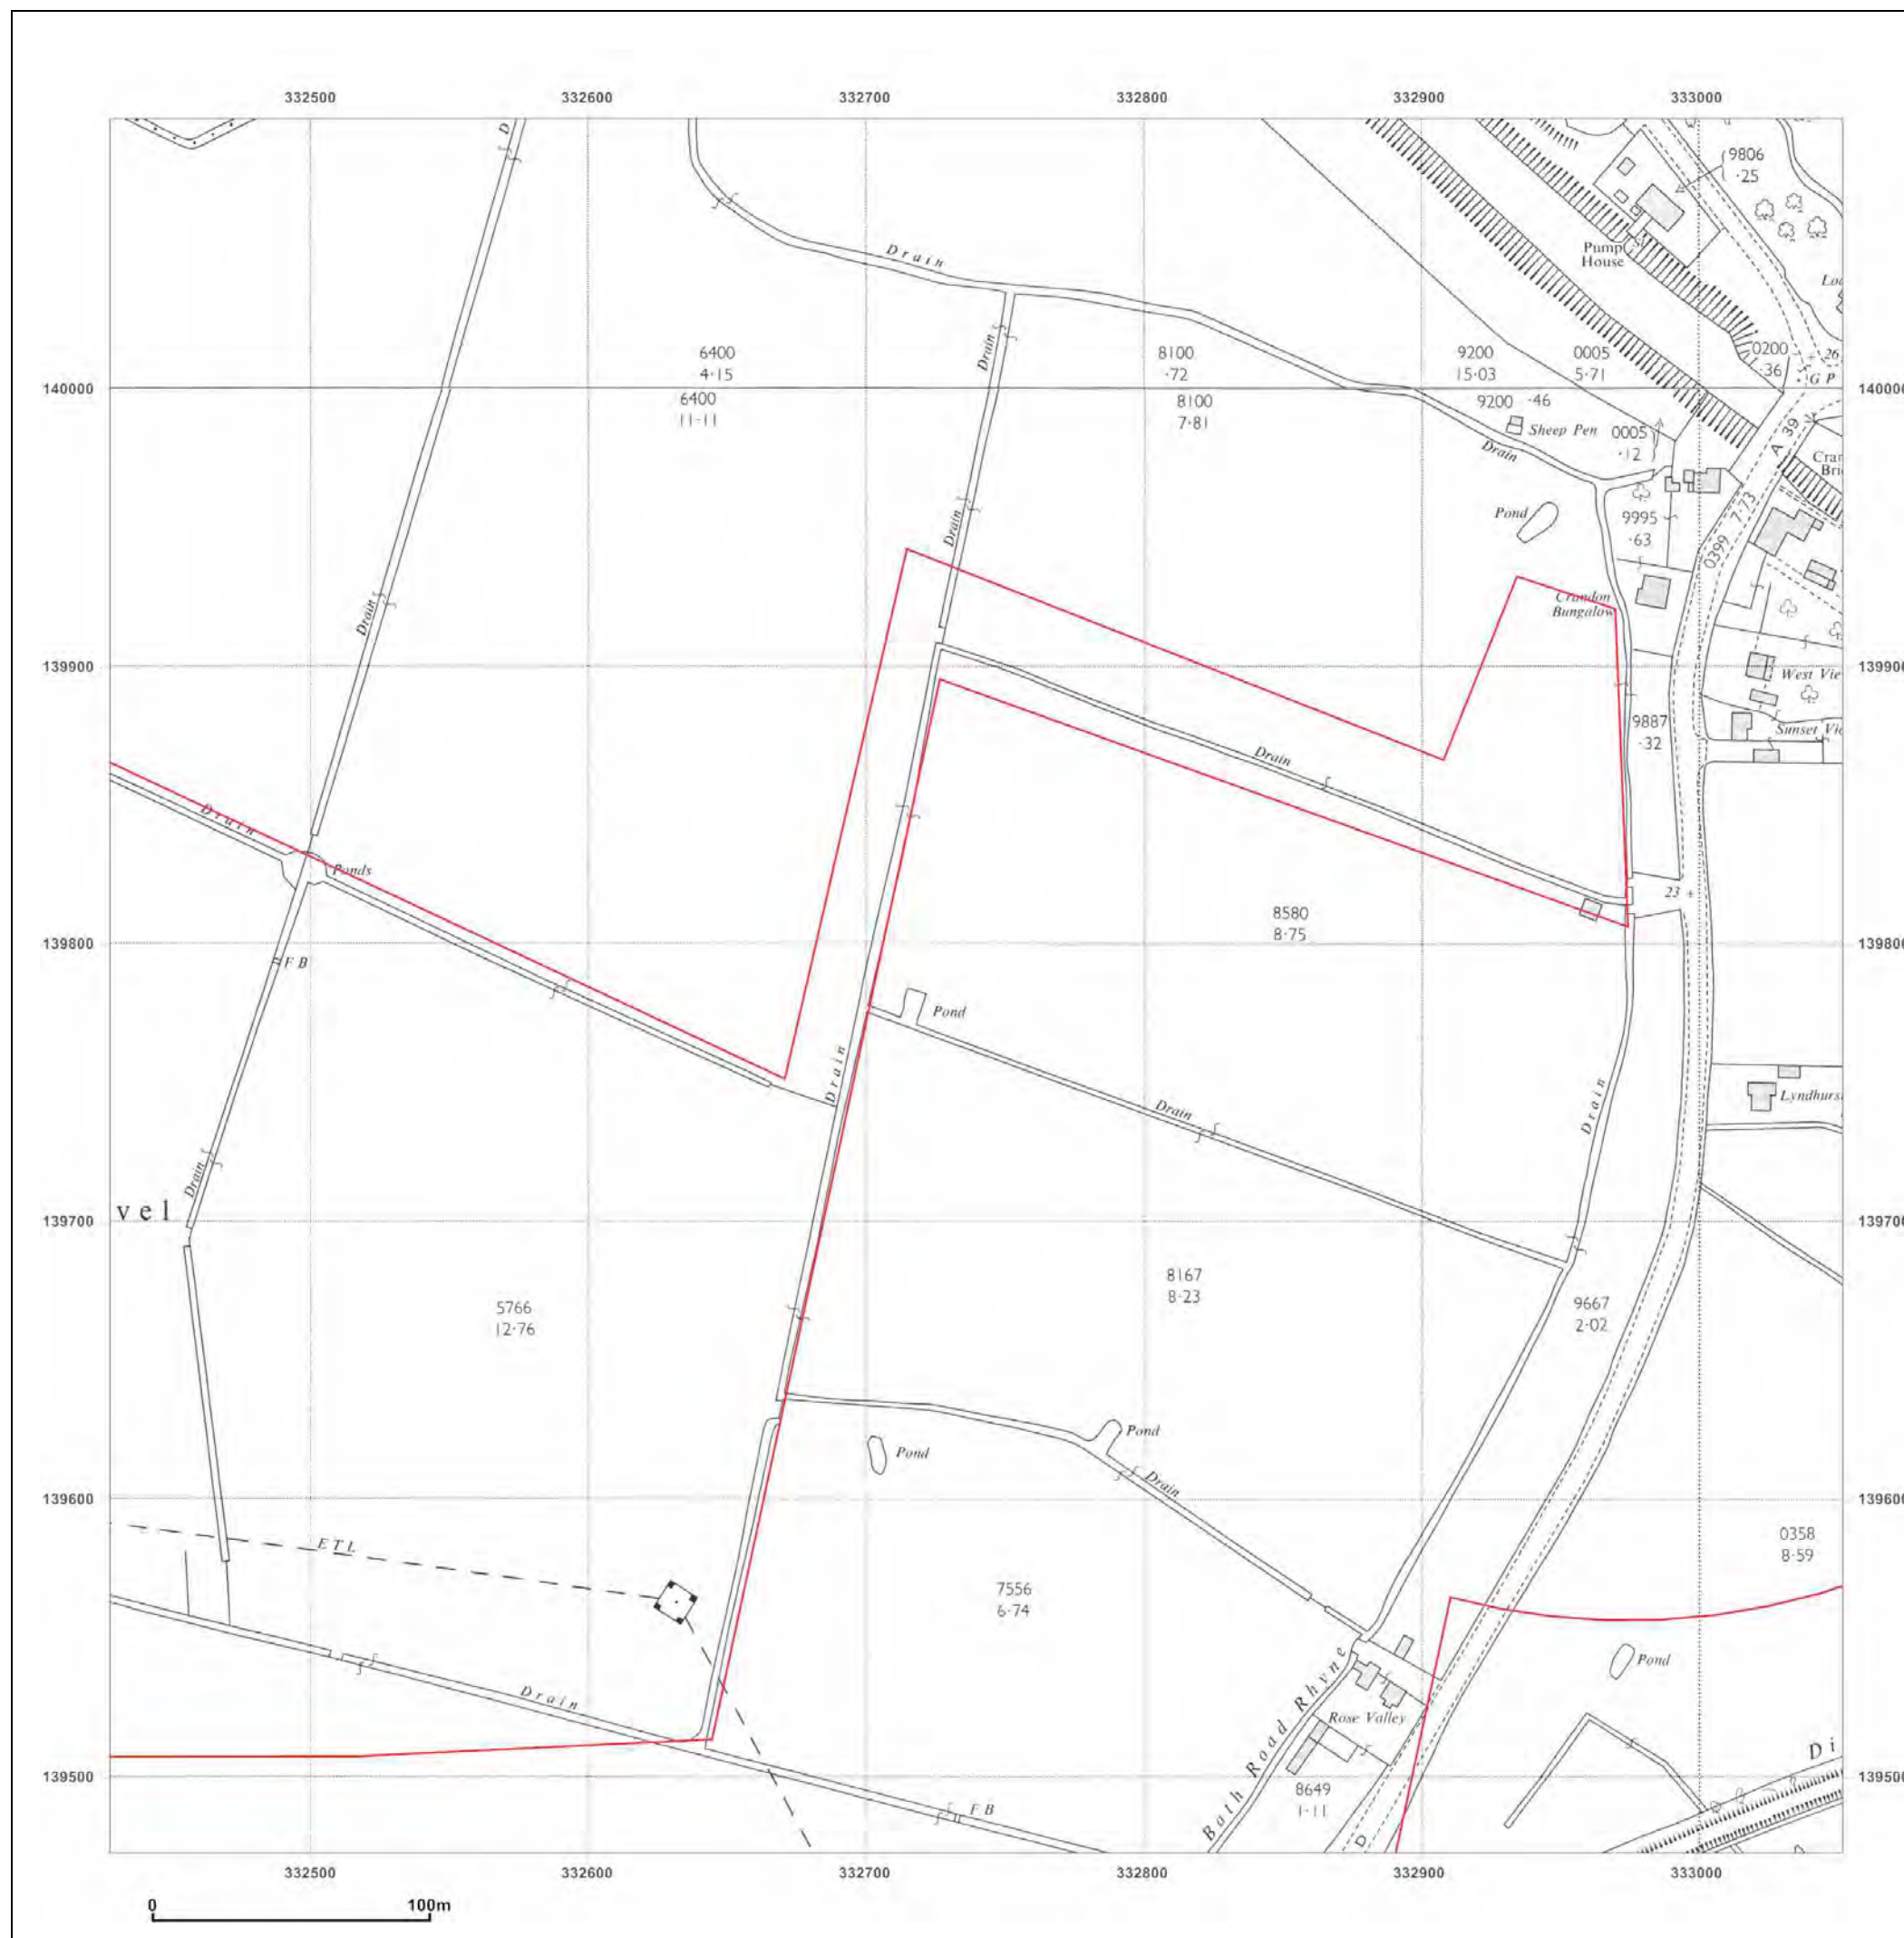 332500 332600 332700 332800 332900 333000
D
9806
·25
Drain
Pump
House
6400
4·15
Drain
8100
·72
9200
15·03
0005
5·71
0200
·36
+ 26
G P
140000
140000
6400
11·11
8100
7·81
9200 ·46
Sheep Pen
0005
·12
Drain
A 39
Pond
9995
·63
0399 7·73
Drain
Drain
Crandon
Bungalow
139900
139900
West Vie
9887
·32
Sunset Vie
Drain
Drain
Ponds
23 +
8580
8·75
139800
139800
F B
Pond
Drain
Drain
Drain
Lyndhurs
Drain
vel
139700
139700
8167
8·23
9667
2·02
5766
12·76
Pond
Pond
Drain
139600
139600
ETL
0358
8·59
7556
6·74
Pond
Drain
Rose Valley
Bath Road Rhyne
Di
139500
139500
8649
1·11
F B
D
332500 332600 332700 332800 332900 333000
0 100m